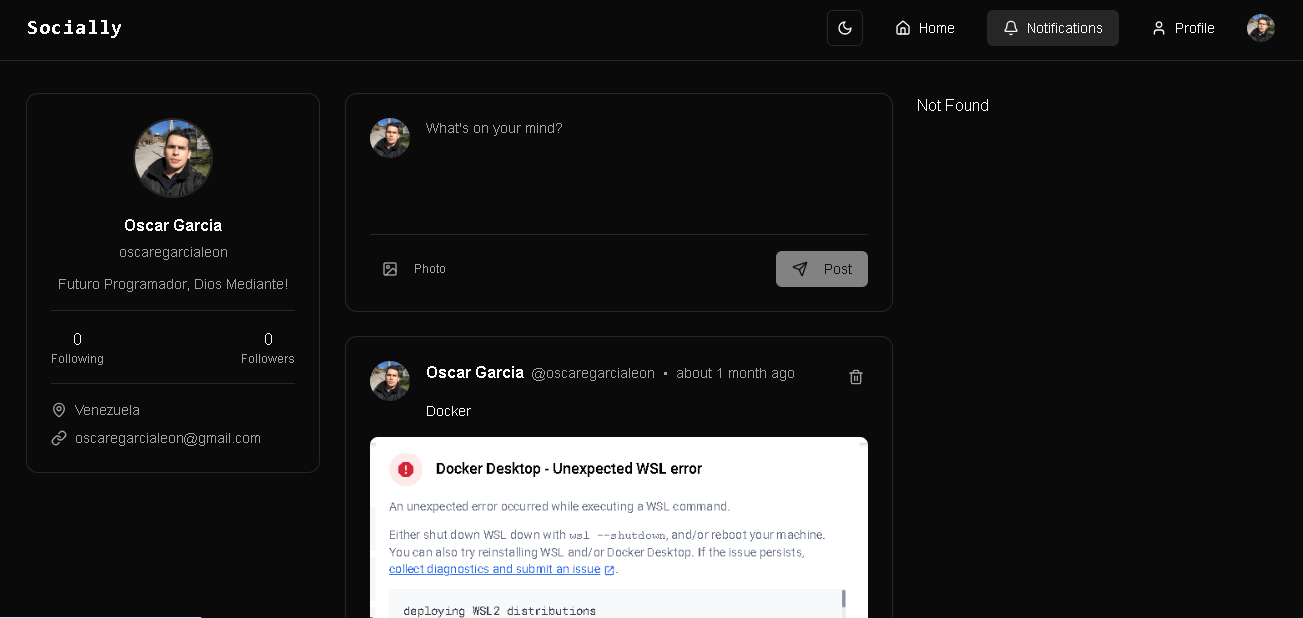 Socially
Home
Notifications
Profile
Oscar Garcia
oscaregarcialeon
Futuro Programador, Dios Mediante!
0
Following
0
Followers
Venezuela
oscaregarcialeon@gmail.com
What's on your mind?
Photo
Post
Oscar Garcia @oscaregarcialeon • about 1 month ago
Docker
Docker Desktop - Unexpected WSL error
An unexpected error occurred while executing a WSL command.
Either shut down WSL down with wsl --shutdown, and/or reboot your machine.
You can also try reinstalling WSL and/or Docker Desktop. If the issue persists,
collect diagnostics and submit an issue.
deploying WSL2 distributions
Not Found